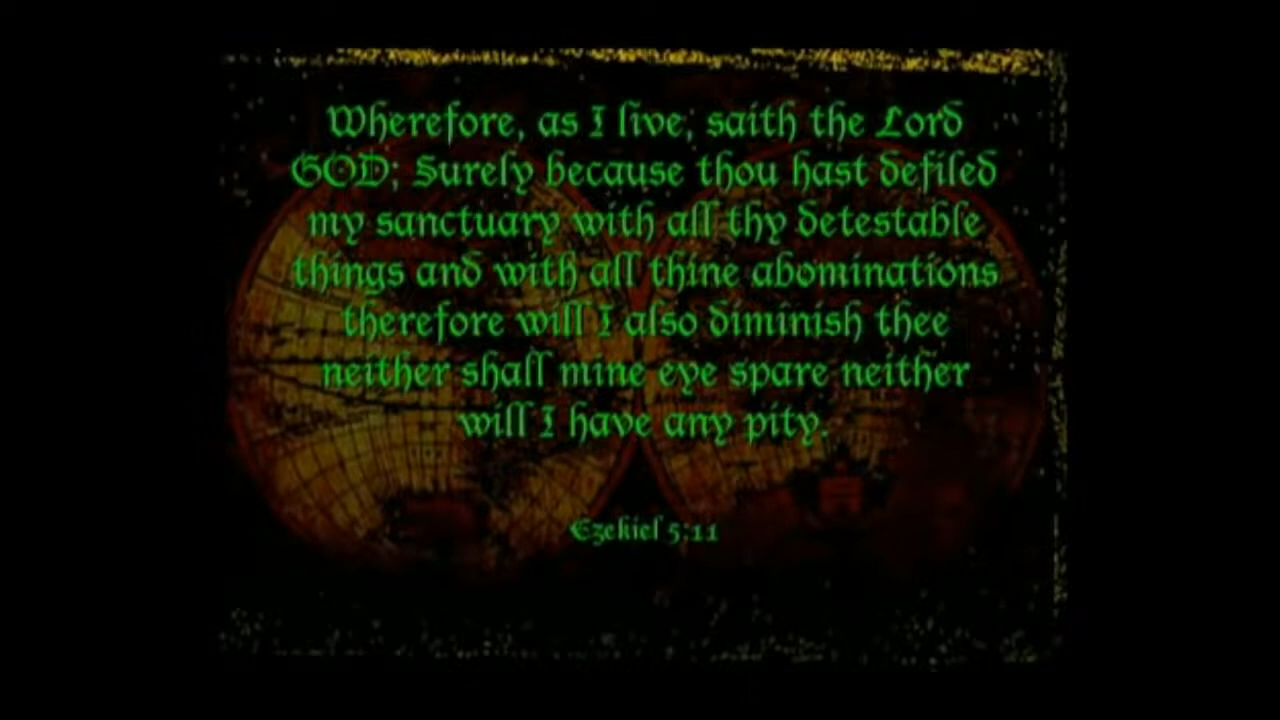 Wherefore, as I live, saith the Lord
GOD; Surely because thou hast defiled
my sanctuary with all thy detestable
things and with all thine abominations
therefore will I also diminish thee
neither shall mine eye spare neither
will I have any pity.
Ezekiel 5:11